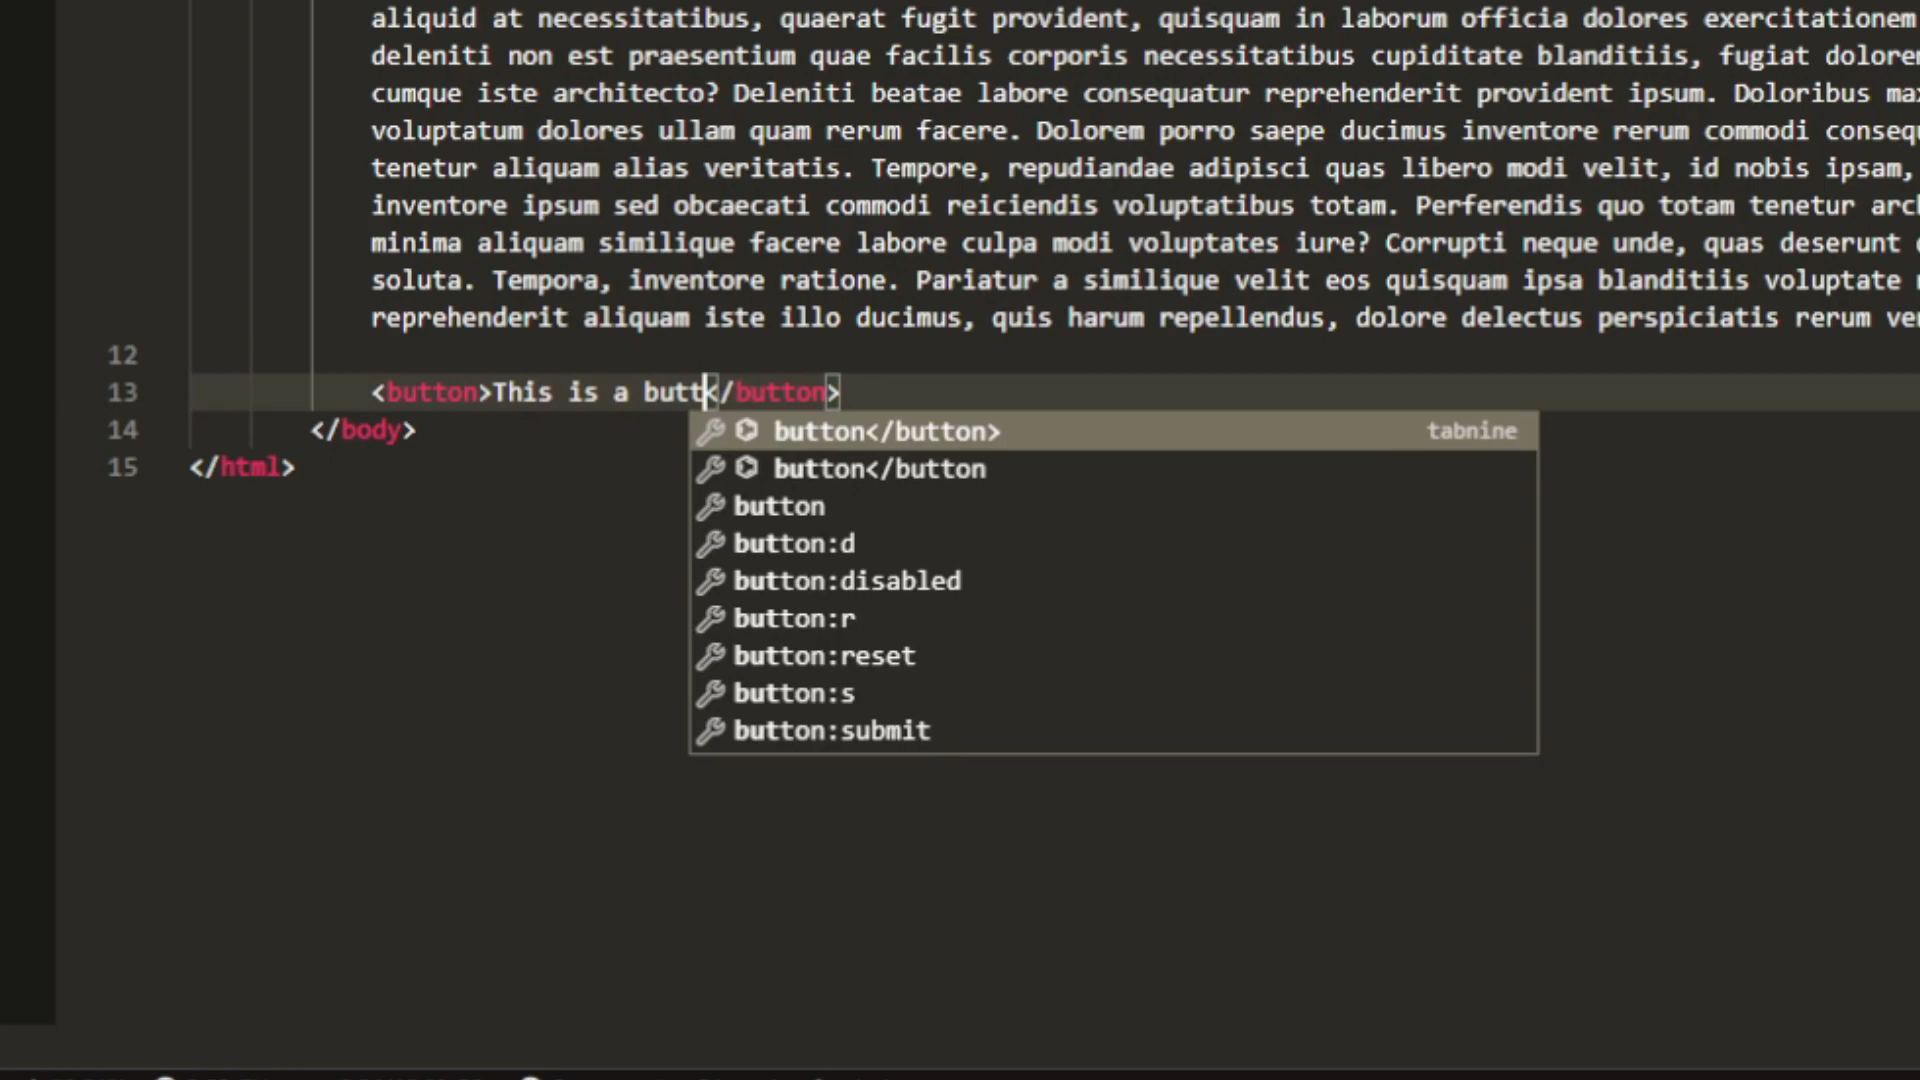 aliquid at necessitatibus, quaerat fugit provident, quisquam in laborum officia dolores exercitationem
deleniti non est praesentium quae facilis corporis necessitatibus cupiditate blanditiis, fugiat
cumque iste architecto? Deleniti beatae labore consequatur reprehenderit provident ipsum. Doloribus
voluptatum dolores ullam quam rerum facere. Dolorem porro saepe ducimus inventore rerum commodi
tenetur aliquam alias veritatis. Tempore, repudiandae adipisci quas libero modi velit, id nobis ipsam,
inventore ipsum sed obcaecati commodi reiciendis voluptatibus totam. Perferendis quo totam tenetur
minima aliquam similique facere labore culpa modi voluptates iure? Corrupti neque unde, quas deserunt
soluta. Tempora, inventore ratione. Pariatur a similique velit eos quisquam ipsa blanditiis voluptate
reprehenderit aliquam iste illo ducimus, quis harum repellendus, dolore delectus perspiciatis rerum
12
13 <button>This is a butt</button>
14 </body>
15 </html>
button</button> tabnine
button</button
button
button:d
button:disabled
button:r
button:reset
button:s
button:submit